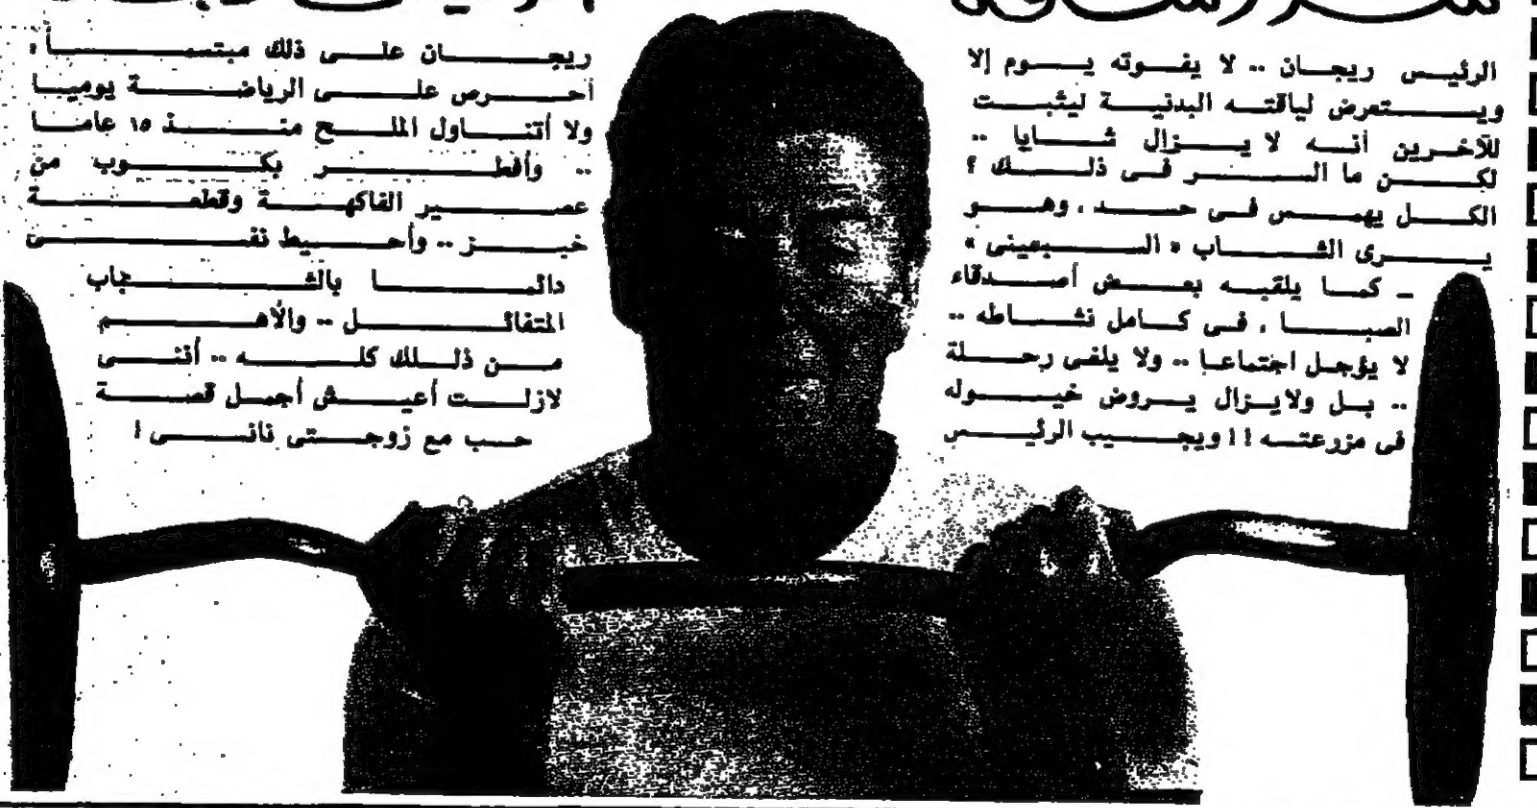 الرئيس ريجان .. لا يفوته يوم إلا
ويستعرض لياقته البدنية ليثبت
للآخرين أنه لا يزال شابا ..
لكن ما السر فى ذلك ؟
الكل يهمس فى حسد ، وهو
يرى الشاب « السبعينى »
ـ كما يلقبه بعض أصدقاء
الصبا ، فى كامل نشاطه ..
لا يؤجل اجتماعا .. ولا يلغى رحلة
.. بل ولايزال يروض خيوله
فى مزرعته !! ويجيب الرئيس
ريجان على ذلك مبتسما :
أحرص على الرياضة يوميا
ولا أتناول الملح منذ ١٥ عاما
.. وأفطر بكوب من
عصير الفاكهة وقطعة
خبز .. وأحيط نفسى
دائما بالشباب
المتفائل .. والأهم
من ذلك كله .. أننى
لازلت أعيش أجمل قصة
حب مع زوجتى نانسى !